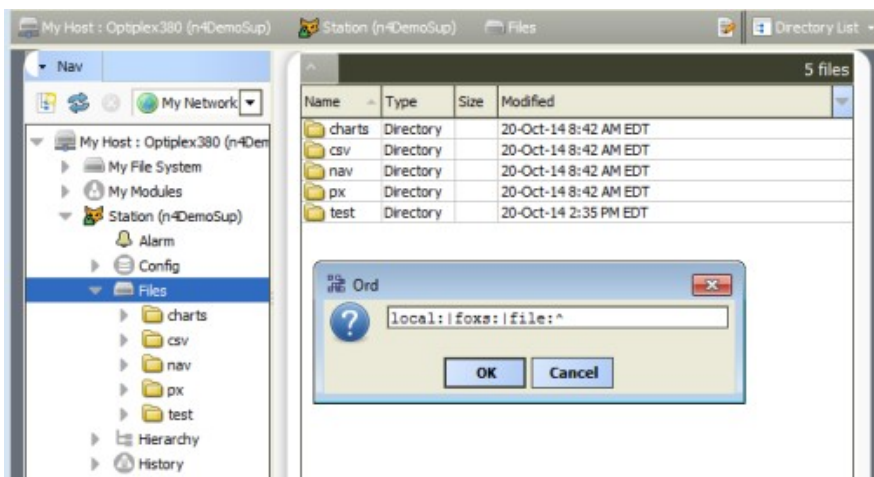 My Host : Optiplex380 (n4DemoSup) Station (n4DemoSup) Files Directory List
Nav
5 files
My Network
Name Type Size Modified
charts Directory 20-Oct-14 8:42 AM EDT
csv Directory 20-Oct-14 8:42 AM EDT
nav Directory 20-Oct-14 8:42 AM EDT
px Directory 20-Oct-14 8:42 AM EDT
test Directory 20-Oct-14 2:35 PM EDT
My Host : Optiplex380 (n4Dem
My File System
My Modules
Station (n4DemoSup)
Alarm
Config
Files
charts
csv
nav
px
test
Hierarchy
History
Ord
local:|foxs:|file:^
OK Cancel